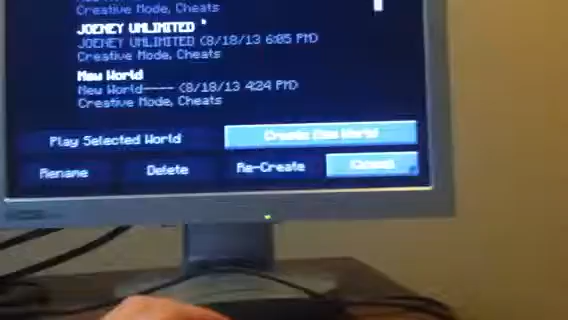 Creative Mode, Cheats
JOEHEY UNLIMITED *
JOEHEY UNLIMITED (8/18/13 6:05 PM)
Creative Mode, Cheats
New World
New World---- (8/18/13 4:24 PM)
Creative Mode, Cheats
Play Selected World
Create New World
Rename
Delete
Re-Create
Cancel